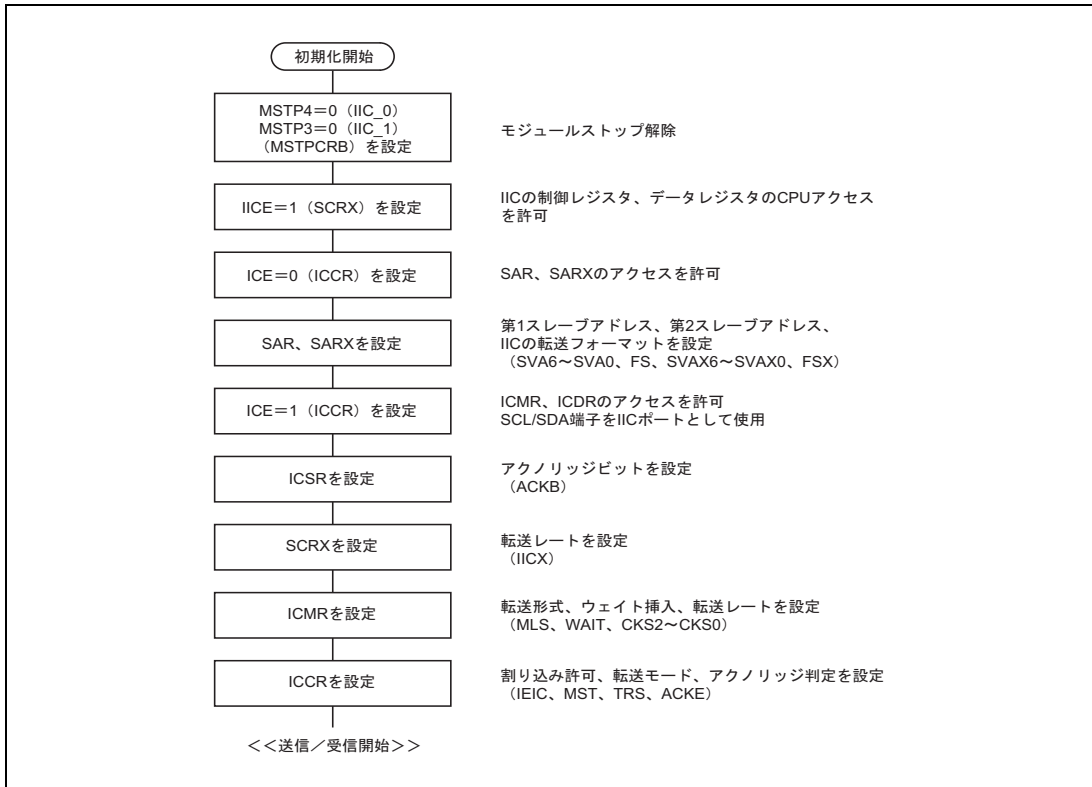 初期化開始
MSTP4＝0（IIC_0）
MSTP3＝0（IIC_1）
（MSTPCRB）を設定
モジュールストップ解除
IICE＝1（SCRX）を設定
IICの制御レジスタ、データレジスタのCPUアクセス
を許可
ICE＝0（ICCR）を設定
SAR、SARXのアクセスを許可
SAR、SARXを設定
第1スレーブアドレス、第2スレーブアドレス、
IICの転送フォーマットを設定
（SVA6～SVA0、FS、SVAX6～SVAX0、FSX）
ICE＝1（ICCR）を設定
ICMR、ICDRのアクセスを許可
SCL/SDA端子をIICポートとして使用
ICSRを設定
アクノリッジビットを設定
（ACKB）
SCRXを設定
転送レートを設定
（IICX）
ICMRを設定
転送形式、ウェイト挿入、転送レートを設定
（MLS、WAIT、CKS2～CKS0）
ICCRを設定
割り込み許可、転送モード、アクノリッジ判定を設定
（IEIC、MST、TRS、ACKE）
＜＜送信／受信開始＞＞